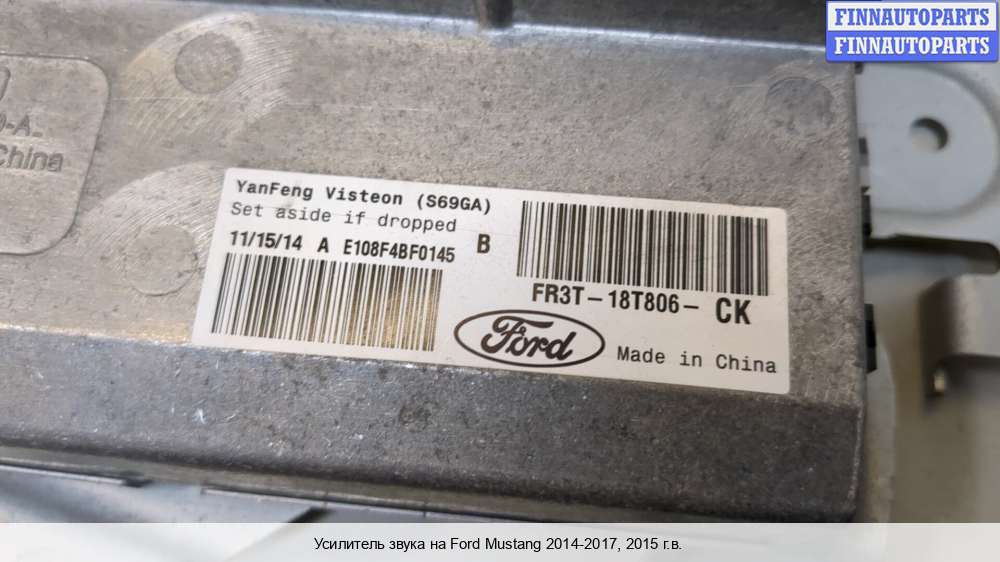 FINNAUTOPARTS
FINNAUTOPARTS
-A.
China
YanFeng Visteon (S69GA)
Set aside if dropped
11/15/14 A E108F4BF0145 B
FR3T-18T806- CK
Ford
Made in China
Усилитель звука на Ford Mustang 2014-2017, 2015 г.в.